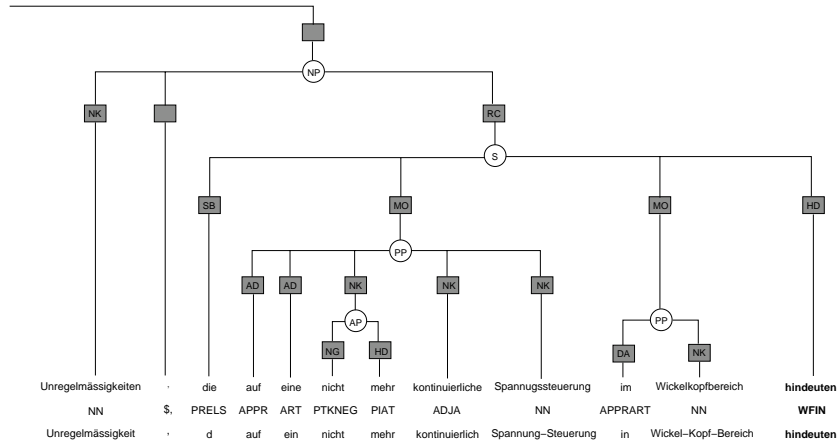 NP
NK RC
S
SB MO MO HD
PP
AD AD NK NK NK
AP PP
NG HD DA NK
Unregelmässigkeiten , die auf eine nicht mehr kontinuierliche Spannugssteuerung im Wickelkopfbereich hindeuten
NN $, PRELS APPR ART PTKNEG PIAT ADJA NN APPRART NN WFIN
Unregelmässigkeit , d auf ein nicht mehr kontinuierlich Spannung-Steuerung in Wickel-Kopf-Bereich hindeuten